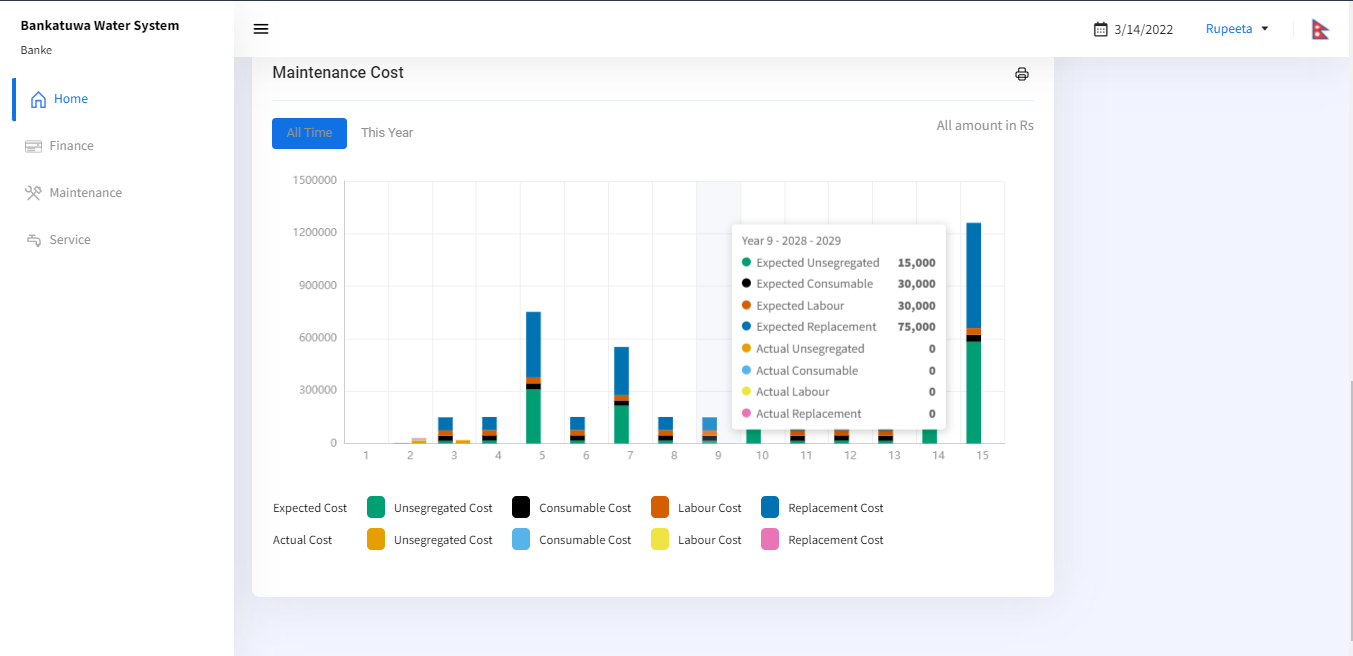 Bankatuwa Water System
Banke
Home
Finance
Maintenance
Service
3/14/2022
Rupeeta
Maintenance Cost
All Time
This Year
All amount in Rs
1500000
1200000
900000
600000
300000
0
Year 9 - 2028 - 2029
Expected Unsegregated 15,000
Expected Consumable 30,000
Expected Labour 30,000
Expected Replacement 75,000
Actual Unsegregated 0
Actual Consumable 0
Actual Labour 0
Actual Replacement 0
1 2 3 4 5 6 7 8 9 10 11 12 13 14 15
Expected Cost Unsegregated Cost Consumable Cost Labour Cost Replacement Cost
Actual Cost Unsegregated Cost Consumable Cost Labour Cost Replacement Cost